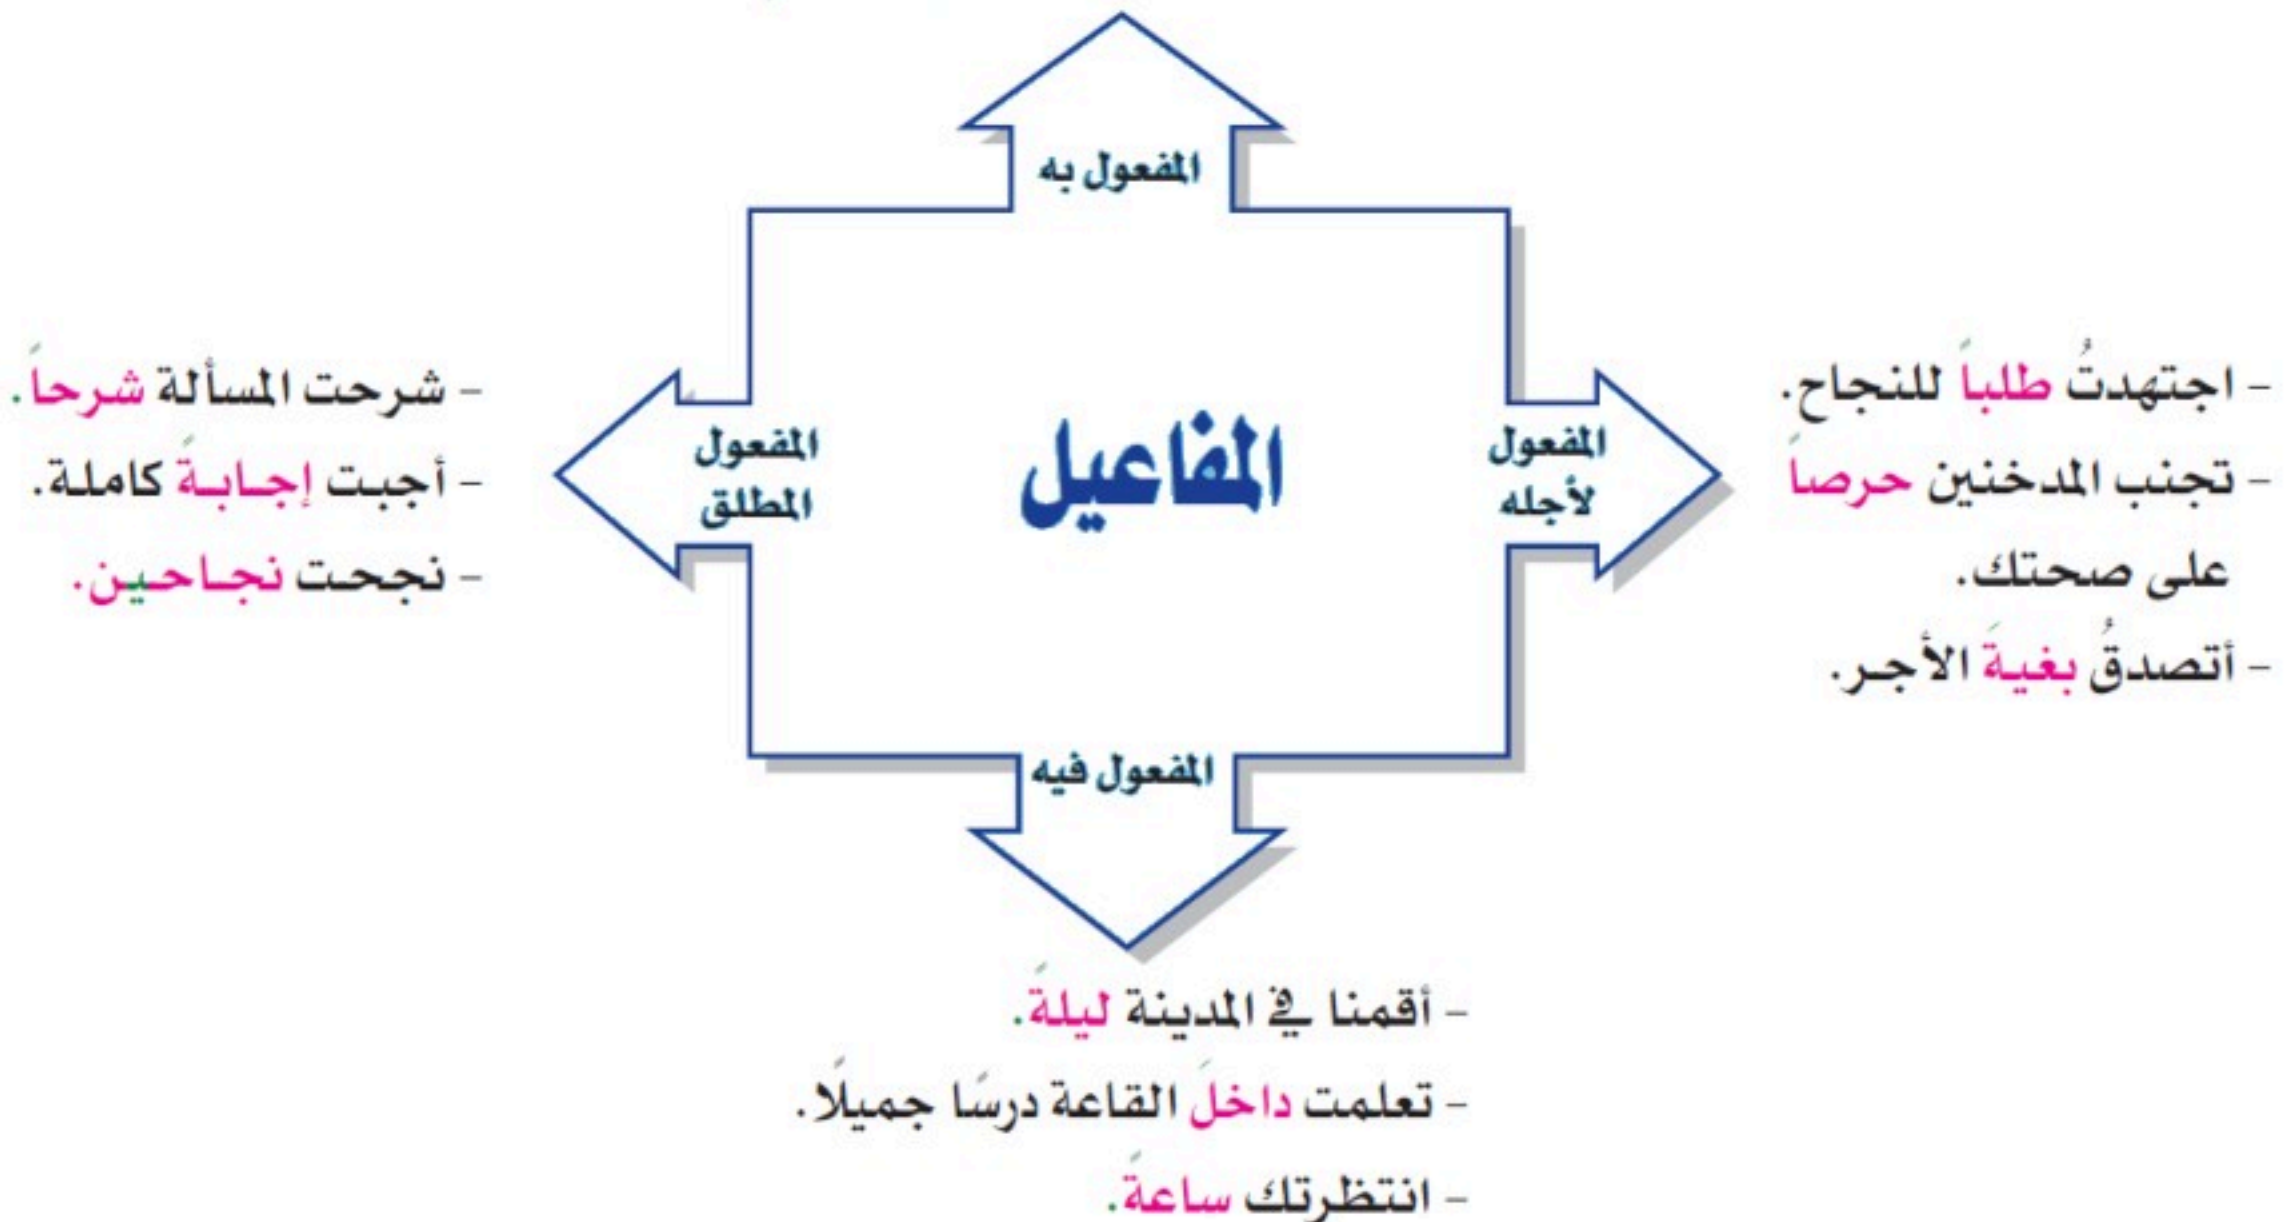 المفعول به
- اجتهدتُ طلباً للنجاح.
- تجنب المدخنين حرصاً
على صحتك.
- أتصدقُ بغيةَ الأجر.
المفعول
لأجله
المفاعيل
المفعول
المطلق
- شرحت المسألة شرحاً.
- أجبت إجابةً كاملة.
- نجحت نجاحين.
المفعول فيه
- أقمنا في المدينة ليلةً.
- تعلمت داخلَ القاعة درسًا جميلًا.
- انتظرتك ساعةً.